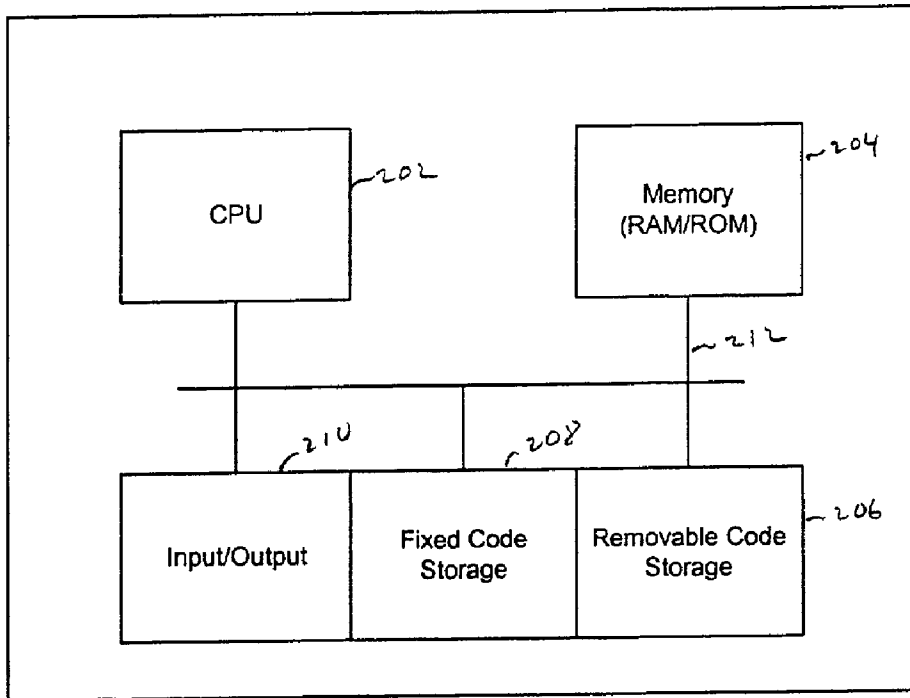 202
204
CPU
Memory
(RAM/ROM)
212
210
208
206
Input/Output
Fixed Code
Storage
Removable Code
Storage